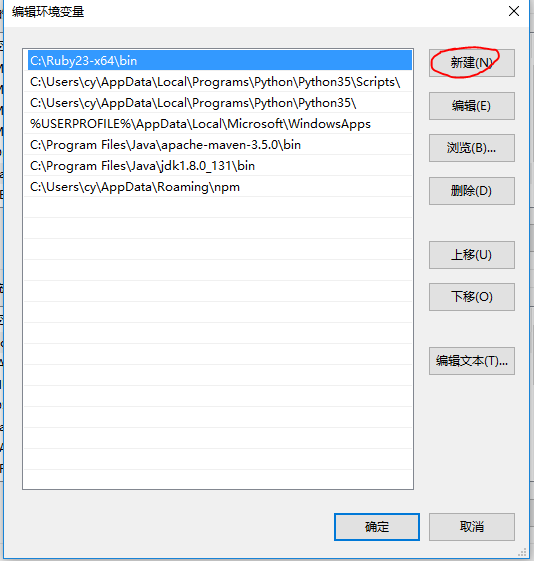 编辑环境变量
C:\Ruby23-x64\bin
C:\Users\cy\AppData\Local\Programs\Python\Python35\Scripts\
C:\Users\cy\AppData\Local\Programs\Python\Python35\
%USERPROFILE%\AppData\Local\Microsoft\WindowsApps
C:\Program Files\Java\apache-maven-3.5.0\bin
C:\Program Files\Java\jdk1.8.0_131\bin
C:\Users\cy\AppData\Roaming\npm
新建(N)
编辑(E)
浏览(B)...
删除(D)
上移(U)
下移(O)
编辑文本(T)...
确定
取消